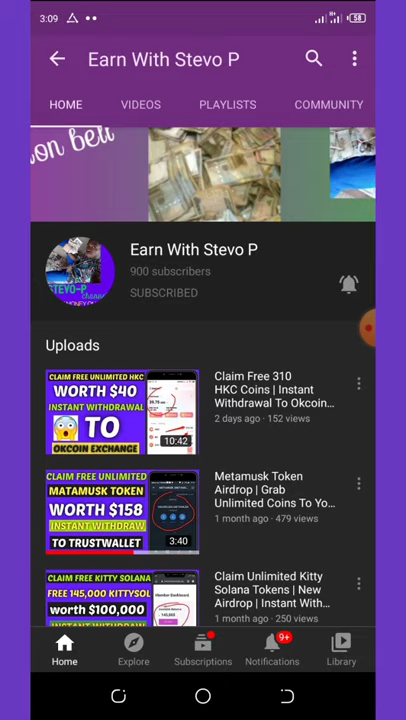 3:09
58
Earn With Stevo P
HOME
VIDEOS
PLAYLISTS
COMMUNITY
on bell
Earn With Stevo P
900 subscribers
SUBSCRIBED
STEVO-P
Uploads
CLAIM FREE UNLIMITED HKC
WORTH $40
INSTANT WITHDRAWAL
TO
OKCOIN EXCHANGE
10:42
Claim Free 310
HKC Coins | Instant
Withdrawal To Okcoin...
2 days ago · 152 views
CLAIM FREE UNLIMITED
MATAMUSK TOKEN
WORTH $158
INSTANT WITHDRAW
TO TRUSTWALLET
3:40
Metamusk Token
Airdrop | Grab
Unlimited Coins To Yo...
1 month ago · 479 views
CLAIM FREE KITTY SOLANA
FREE 145,000 KITTYSOL
worth $100,000
Claim Unlimited Kitty
Solana Tokens | New
Airdrop | Instant With...
1 month ago · 250 views
Home
Explore
Subscriptions
9+
Notifications
Library